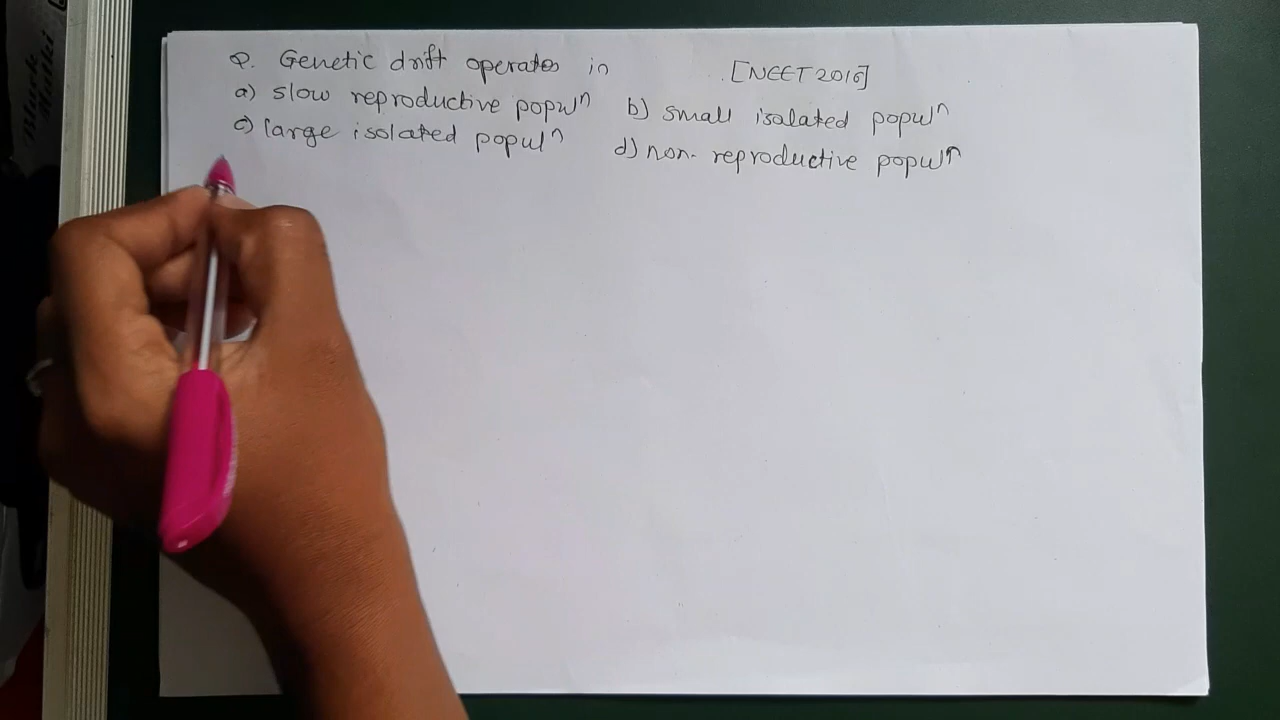 Q. Genetic drift operates in [NEET 2016]
a) slow reproductive populⁿ b) small isolated populⁿ
c) large isolated populⁿ d) non-reproductive populⁿ